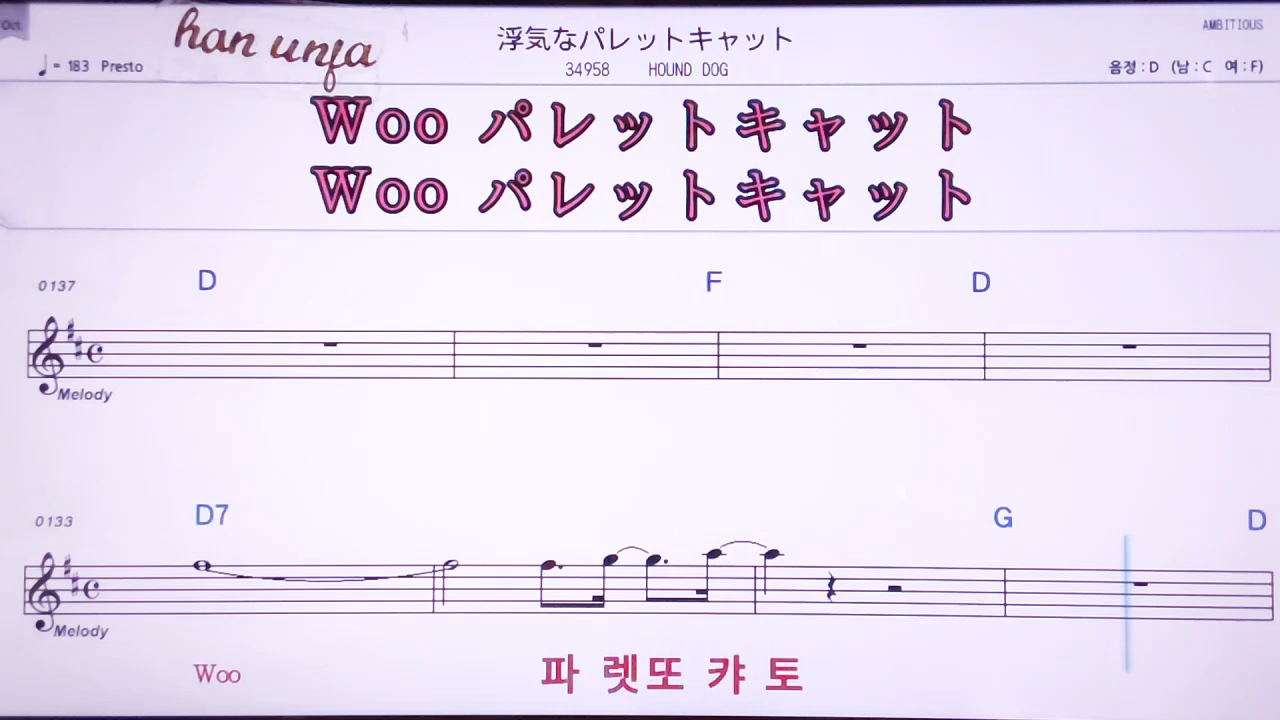 Oct.
han unja
浮気なパレットキャット
AMBITIOUS
♩= 183 Presto
34958 HOUND DOG
음정 : D (남 : C 여 : F)
Woo パレットキャット
Woo パレットキャット
0137
D F D
Melody
0133
D7 G D
Melody
Woo 파 렛또 캬 토